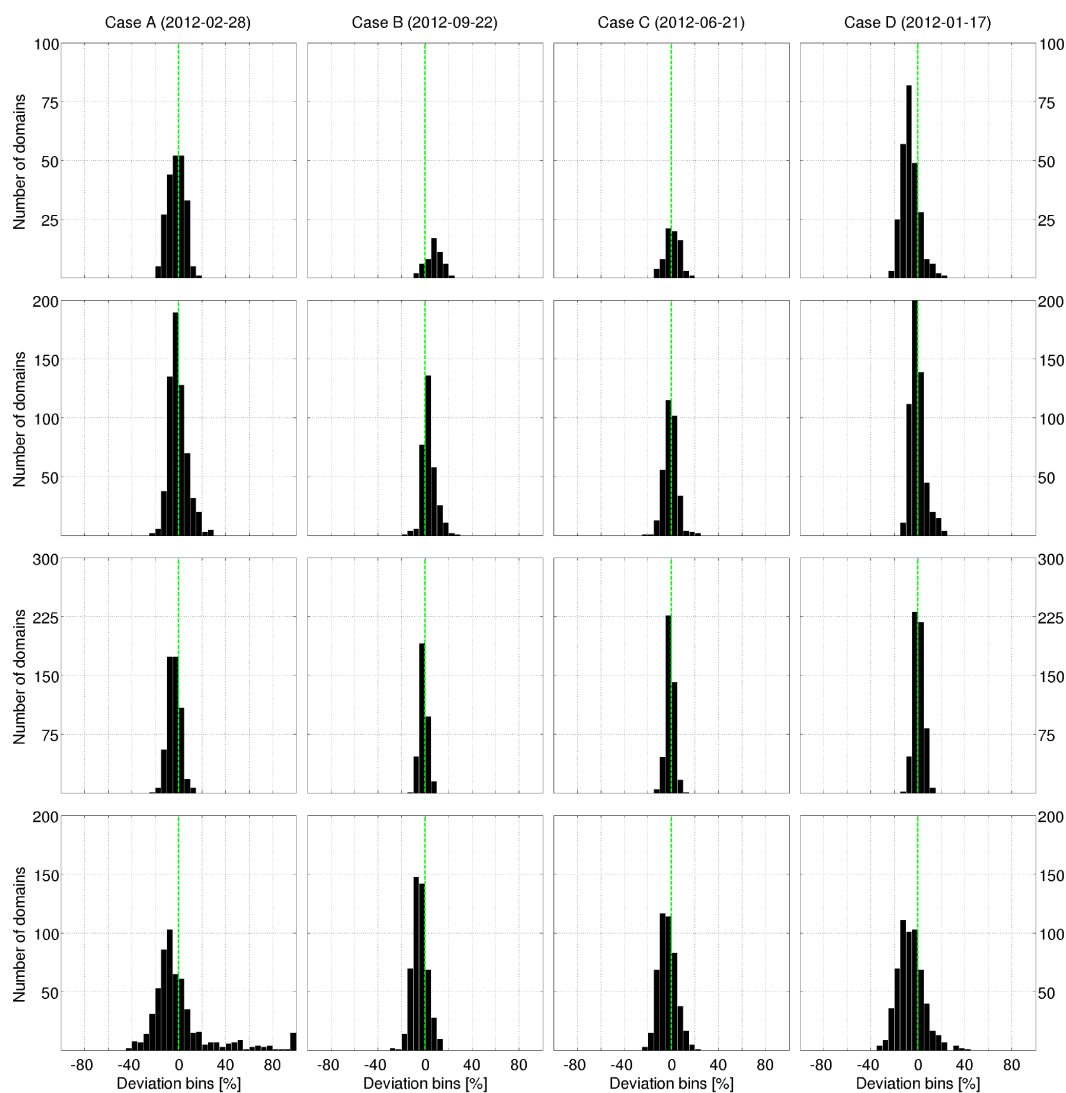 Case A (2012-02-28) Case B (2012-09-22) Case C (2012-06-21) Case D (2012-01-17)
100 100
75 75
50 50
25 25
Number of domains
200 200
150 150
100 100
50 50
Number of domains
300 300
225 225
150 150
75 75
Number of domains
200 200
150 150
100 100
50 50
Number of domains
-80 -40 0 40 80 -80 -40 0 40 80 -80 -40 0 40 80 -80 -40 0 40 80
Deviation bins [%] Deviation bins [%] Deviation bins [%] Deviation bins [%]